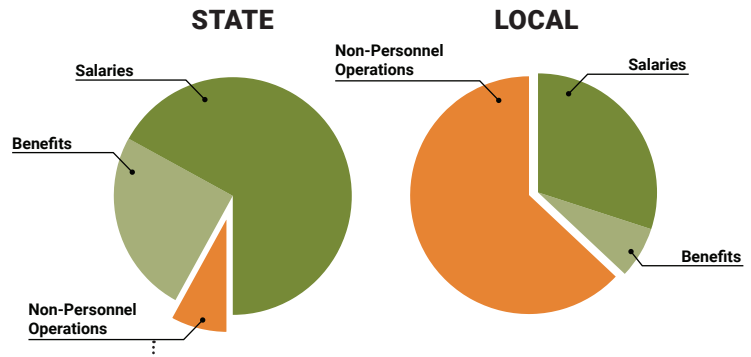 STATE
Salaries
Benefits
Non-Personnel
Operations
LOCAL
Non-Personnel
Operations
Salaries
Benefits